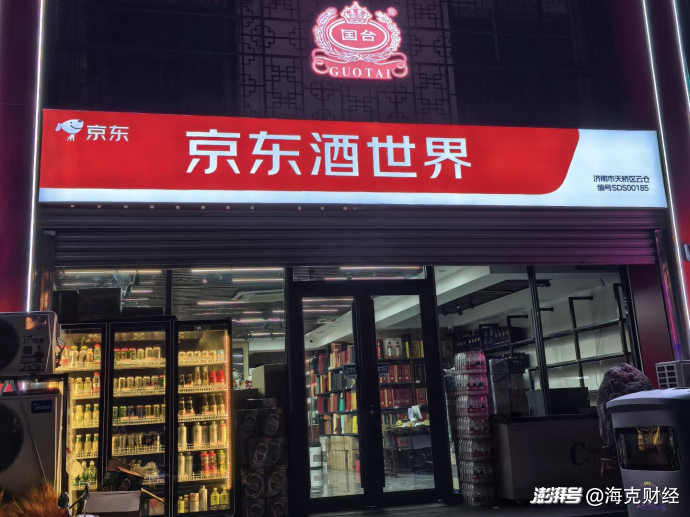 国台
GUOTAI
京东
京东酒世界
济南市天桥区云仓
编号SDS00185
Midea
澎湃号@海克财经